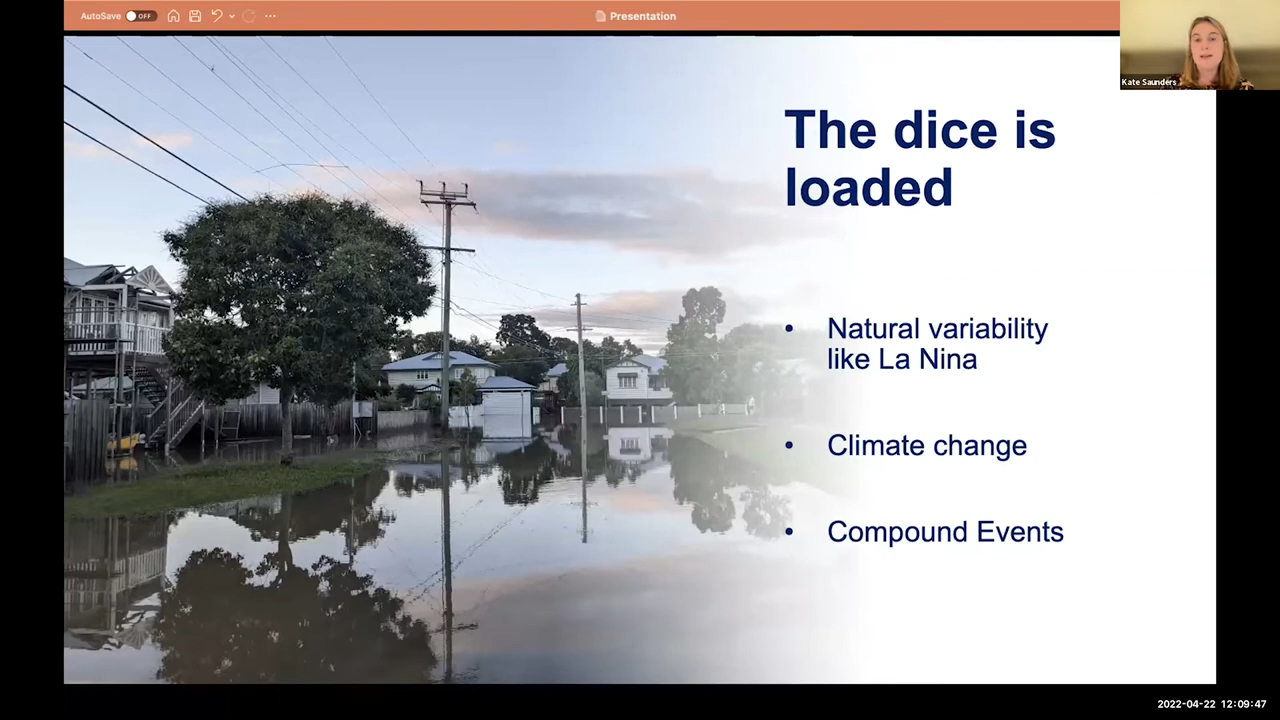 AutoSave OFF
Presentation
Kate Saunders
The dice is
loaded
• Natural variability
like La Nina
• Climate change
• Compound Events
2022-04-22 12:09:47